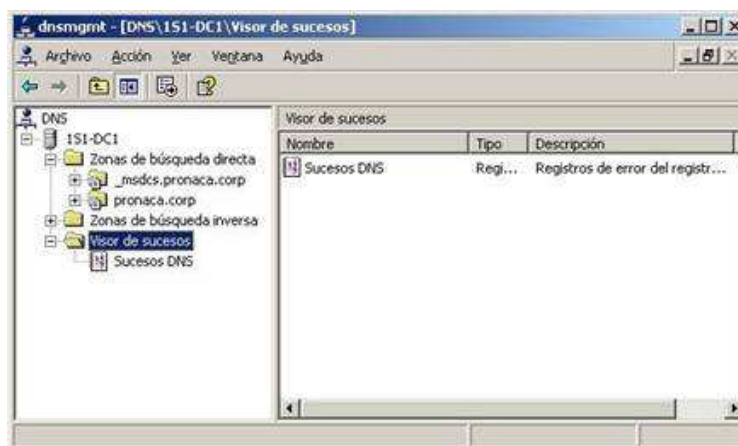 dnsmgmt - [DNS\1S1-DC1\Visor de sucesos]
Archivo Acción Ver Ventana Ayuda
DNS
1S1-DC1
Zonas de búsqueda directa
_msdcs.pronaca.corp
pronaca.corp
Zonas de búsqueda inversa
Visor de sucesos
Sucesos DNS
Visor de sucesos
Nombre Tipo Descripción
Sucesos DNS Regi... Registros de error del registr...